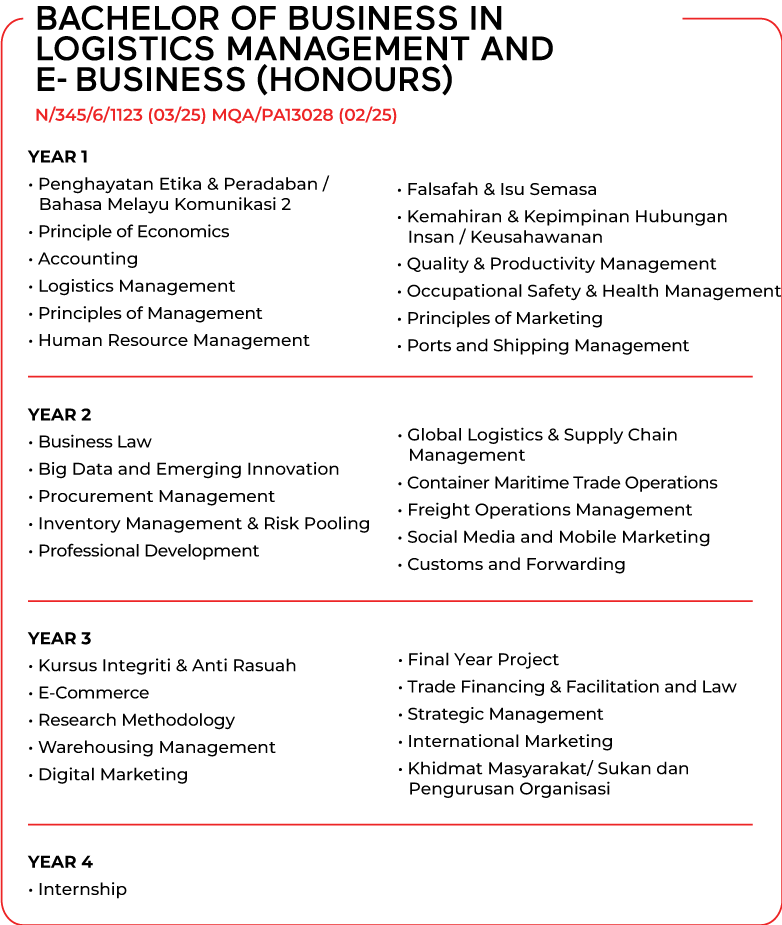 BACHELOR OF BUSINESS IN
LOGISTICS MANAGEMENT AND
E- BUSINESS (HONOURS)
N/345/6/1123 (03/25) MQA/PA13028 (02/25)
YEAR 1
• Penghayatan Etika & Peradaban /
Bahasa Melayu Komunikasi 2
• Principle of Economics
• Accounting
• Logistics Management
• Principles of Management
• Human Resource Management
• Falsafah & Isu Semasa
• Kemahiran & Kepimpinan Hubungan
Insan / Keusahawanan
• Quality & Productivity Management
• Occupational Safety & Health Management
• Principles of Marketing
• Ports and Shipping Management
YEAR 2
• Business Law
• Big Data and Emerging Innovation
• Procurement Management
• Inventory Management & Risk Pooling
• Professional Development
• Global Logistics & Supply Chain
Management
• Container Maritime Trade Operations
• Freight Operations Management
• Social Media and Mobile Marketing
• Customs and Forwarding
YEAR 3
• Kursus Integriti & Anti Rasuah
• E-Commerce
• Research Methodology
• Warehousing Management
• Digital Marketing
• Final Year Project
• Trade Financing & Facilitation and Law
• Strategic Management
• International Marketing
• Khidmat Masyarakat/ Sukan dan
Pengurusan Organisasi
YEAR 4
• Internship